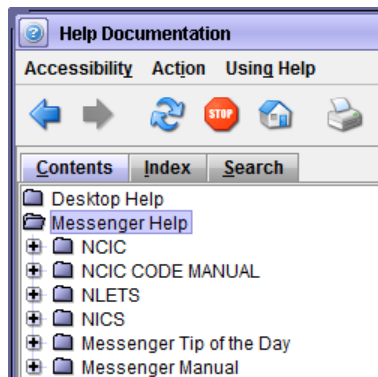 Help Documentation
Accessibility Action Using Help
STOP
Contents Index Search
Desktop Help
Messenger Help
NCIC
NCIC CODE MANUAL
NLETS
NICS
Messenger Tip of the Day
Messenger Manual